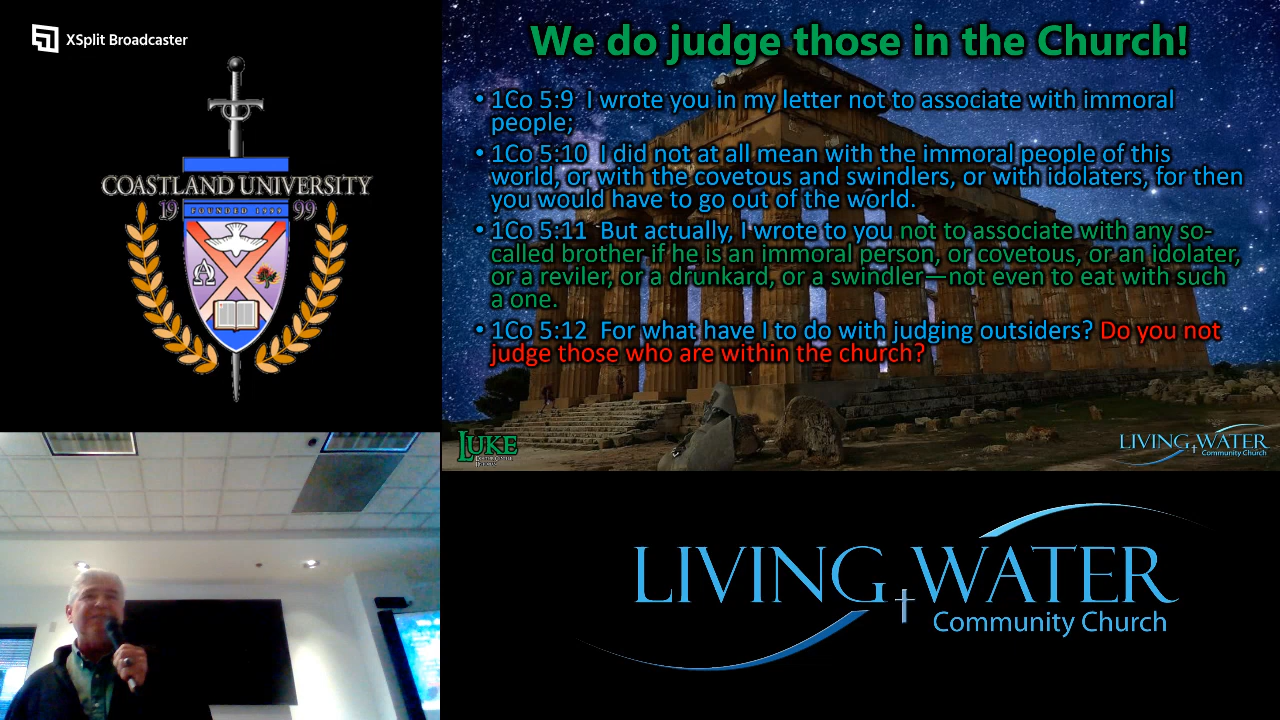 XSplit Broadcaster
COASTLAND UNIVERSITY
19 FOUNDED 1999 99
We do judge those in the Church!
• 1Co 5:9 I wrote you in my letter not to associate with immoral
people;
• 1Co 5:10 I did not at all mean with the immoral people of this
world, or with the covetous and swindlers, or with idolaters, for then
you would have to go out of the world.
• 1Co 5:11 But actually, I wrote to you not to associate with any so-
called brother if he is an immoral person, or covetous, or an idolater,
or a reviler, or a drunkard, or a swindler—not even to eat with such
a one.
• 1Co 5:12 For what have I to do with judging outsiders? Do you not
judge those who are within the church?
LUKE
LIVING WATER
Community Church
LIVING WATER
Community Church